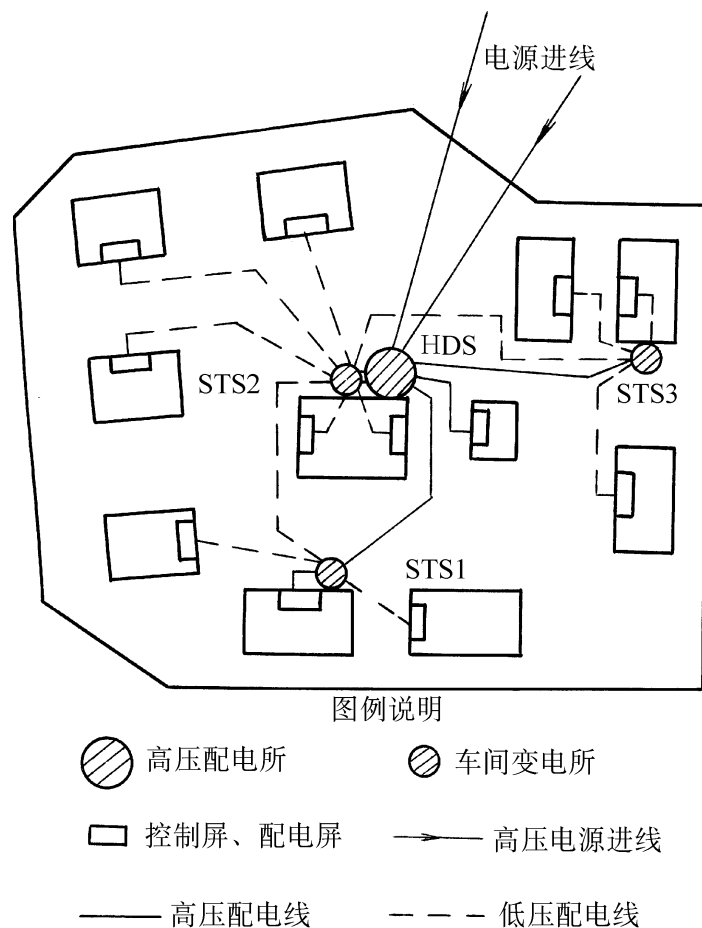 电源进线
HDS
STS2
STS3
STS1
图例说明
高压配电所 车间变电所
控制屏、配电屏 高压电源进线
高压配电线 低压配电线